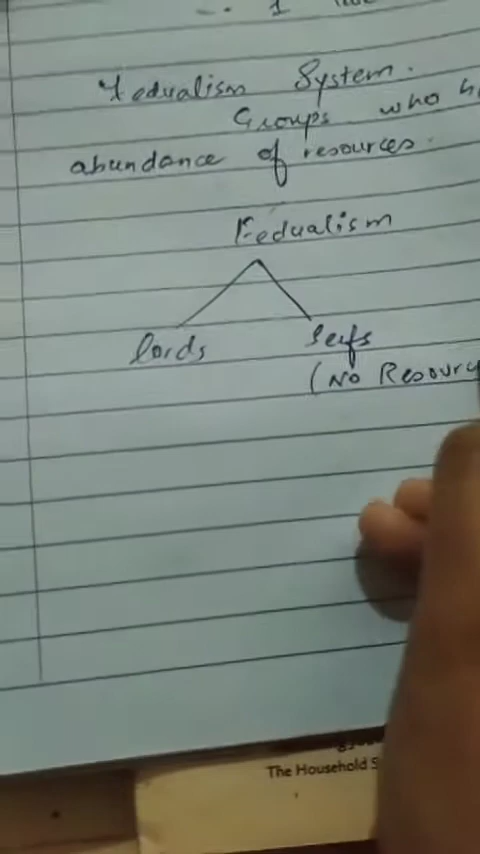 Fedualism System.
Groups who
abundance of resources.
Fedualism
lords serfs
(No Resourc
The Household S